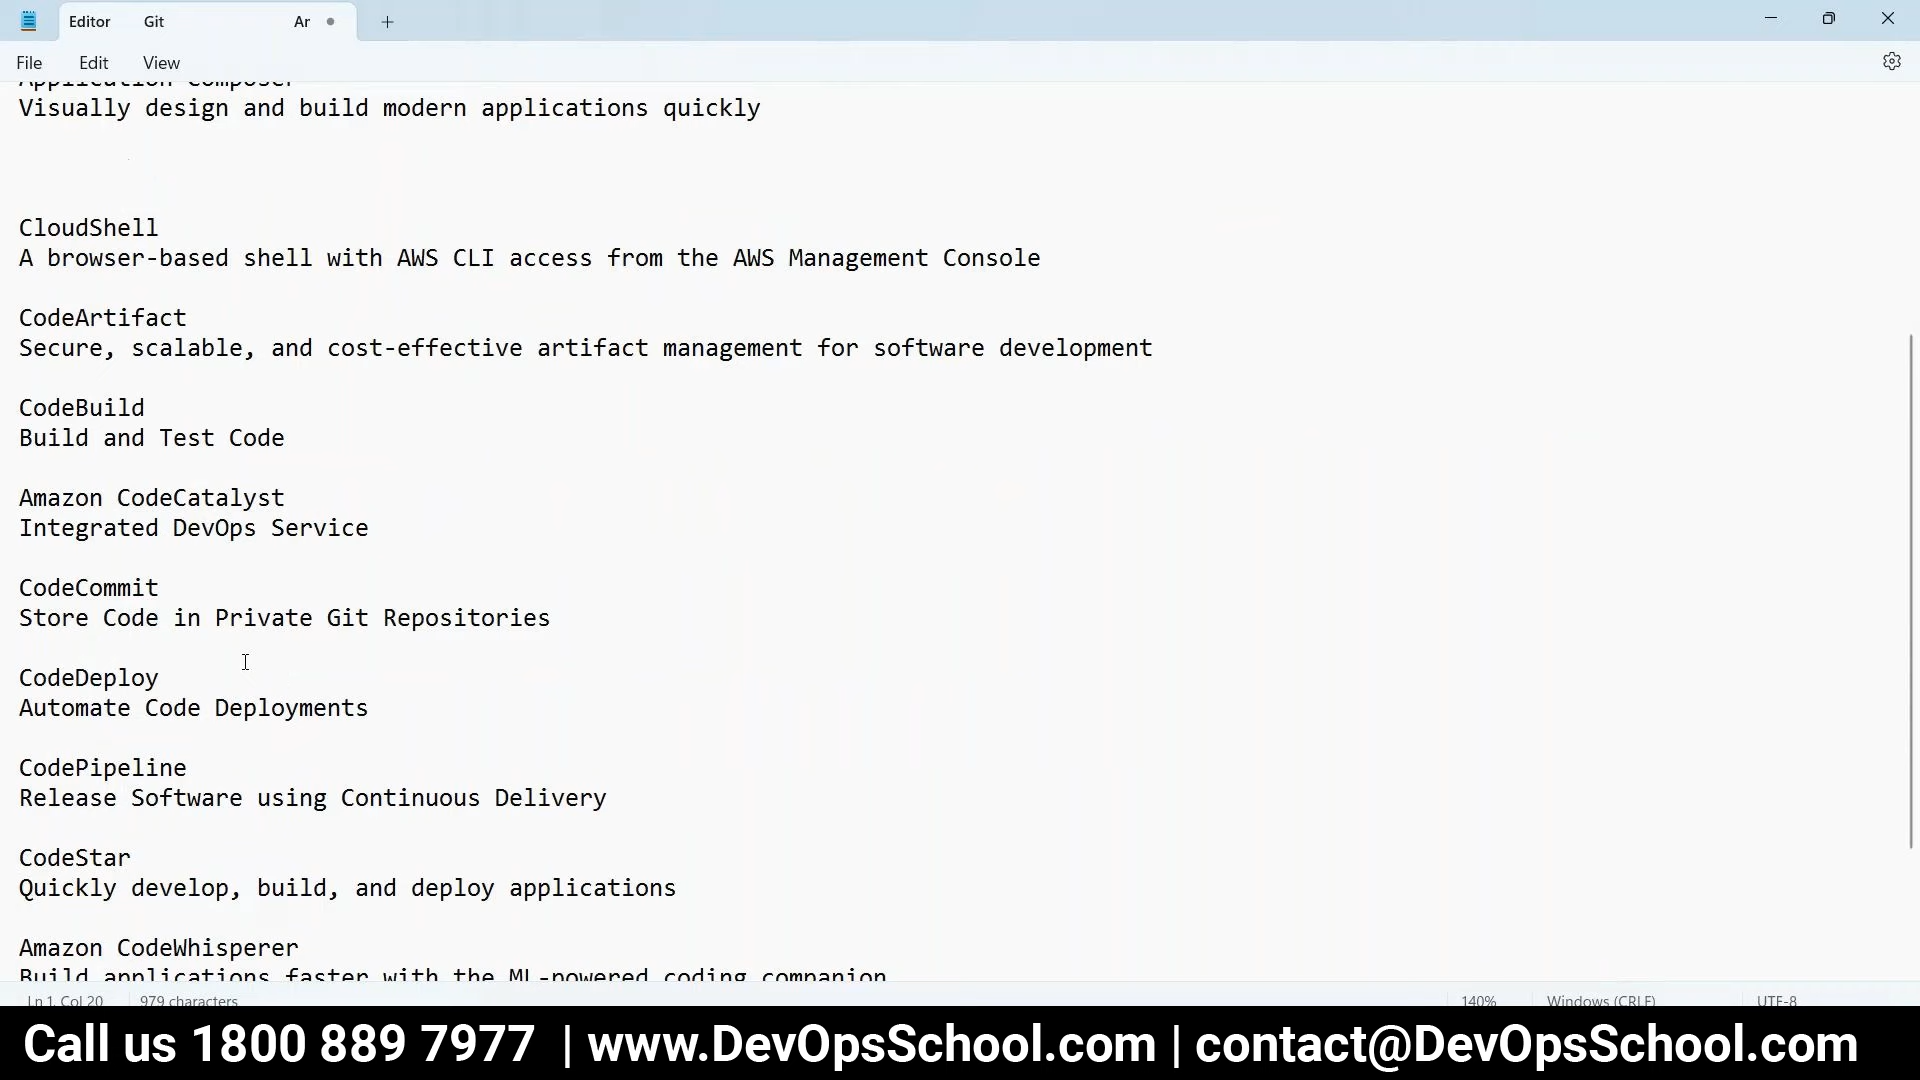 Editor Git Ar
File Edit View
Application Composer
Visually design and build modern applications quickly
CloudShell
A browser-based shell with AWS CLI access from the AWS Management Console
CodeArtifact
Secure, scalable, and cost-effective artifact management for software development
CodeBuild
Build and Test Code
Amazon CodeCatalyst
Integrated DevOps Service
CodeCommit
Store Code in Private Git Repositories
CodeDeploy
Automate Code Deployments
CodePipeline
Release Software using Continuous Delivery
CodeStar
Quickly develop, build, and deploy applications
Amazon CodeWhisperer
Build applications faster with the ML-powered coding companion
Ln 1, Col 20 979 characters 140% Windows (CRLF) UTF-8
Call us 1800 889 7977 | www.DevOpsSchool.com | contact@DevOpsSchool.com